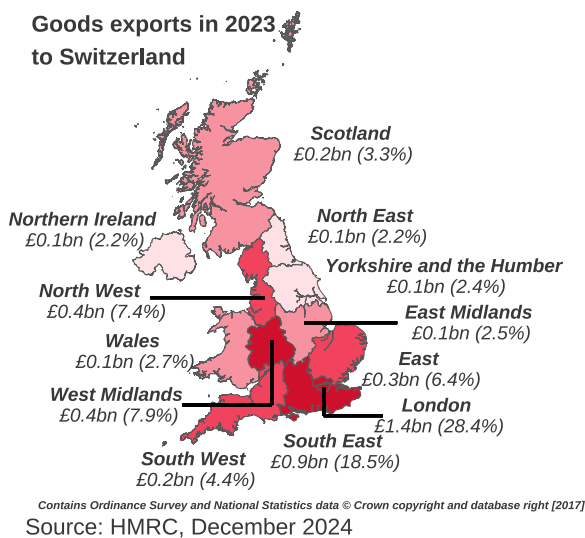 Goods exports in 2023
to Switzerland
Scotland
£0.2bn (3.3%)
Northern Ireland
£0.1bn (2.2%)
North East
£0.1bn (2.2%)
Yorkshire and the Humber
£0.1bn (2.4%)
North West
£0.4bn (7.4%)
East Midlands
£0.1bn (2.5%)
Wales
£0.1bn (2.7%)
East
£0.3bn (6.4%)
West Midlands
£0.4bn (7.9%)
London
£1.4bn (28.4%)
South East
£0.9bn (18.5%)
South West
£0.2bn (4.4%)
Contains Ordinance Survey and National Statistics data © Crown copyright and database right [2017]
Source: HMRC, December 2024